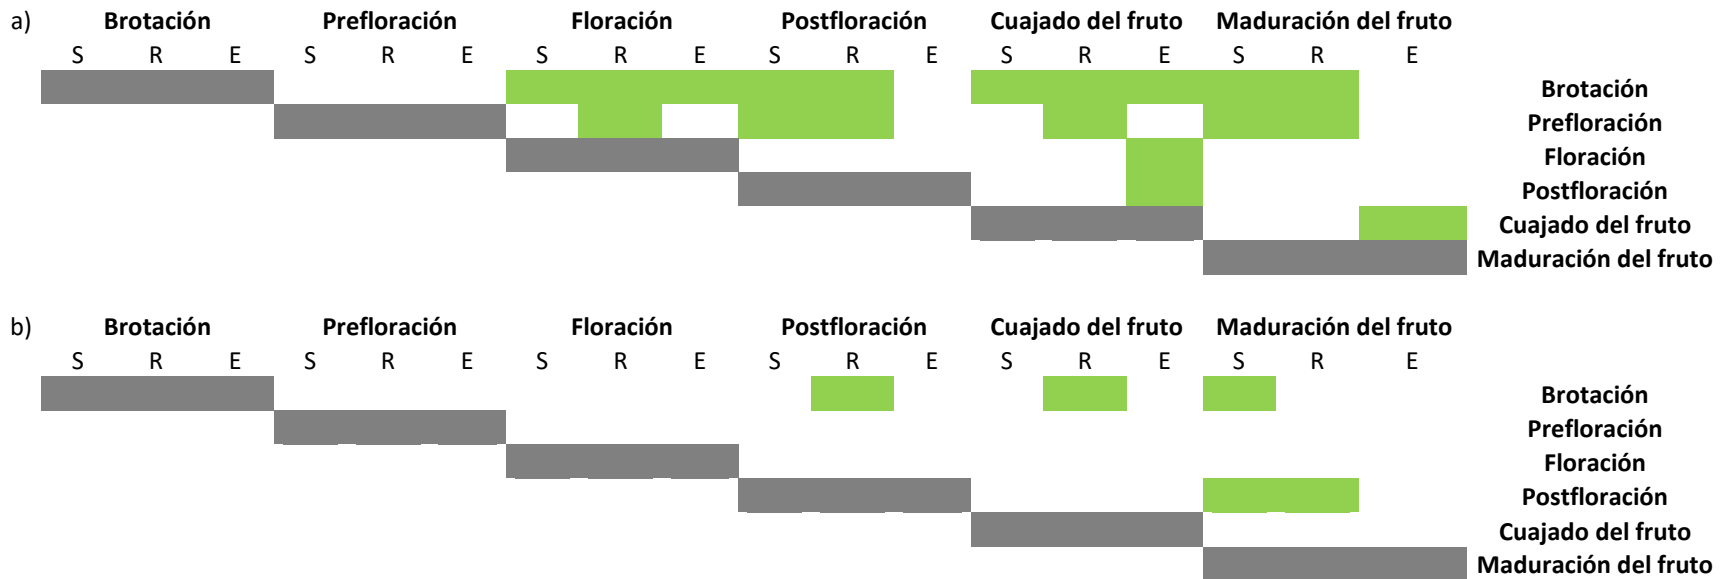 a) Brotación Prefloración Floración Postfloración Cuajado del fruto Maduración del fruto
S R E S R E S R E S R E S R E S R E
Brotación
Prefloración
Floración
Postfloración
Cuajado del fruto
Maduración del fruto
b) Brotación Prefloración Floración Postfloración Cuajado del fruto Maduración del fruto
S R E S R E S R E S R E S R E S R E
Brotación
Prefloración
Floración
Postfloración
Cuajado del fruto
Maduración del fruto